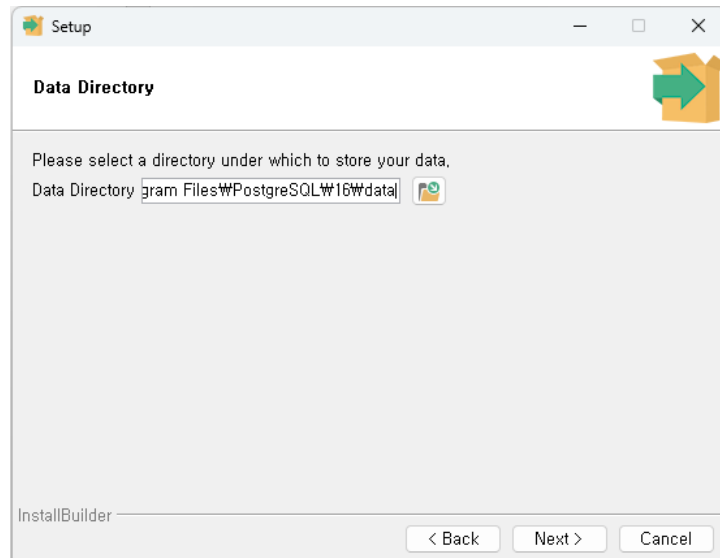 Setup
Data Directory
Please select a directory under which to store your data,
Data Directory gram Files₩PostgreSQL₩16₩data
InstallBuilder
< Back Next > Cancel